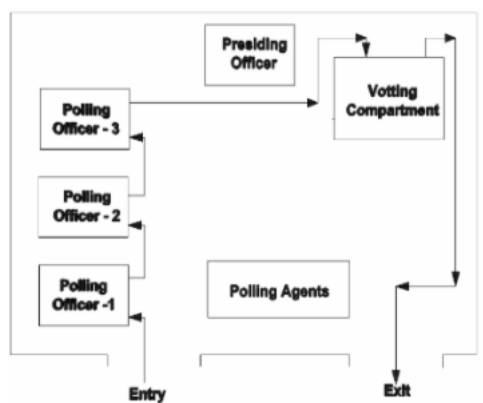 Presiding
Officer
Votting
Compartment
Polling
Officer - 3
Polling
Officer - 2
Polling
Officer -1
Polling Agents
Entry
Exit